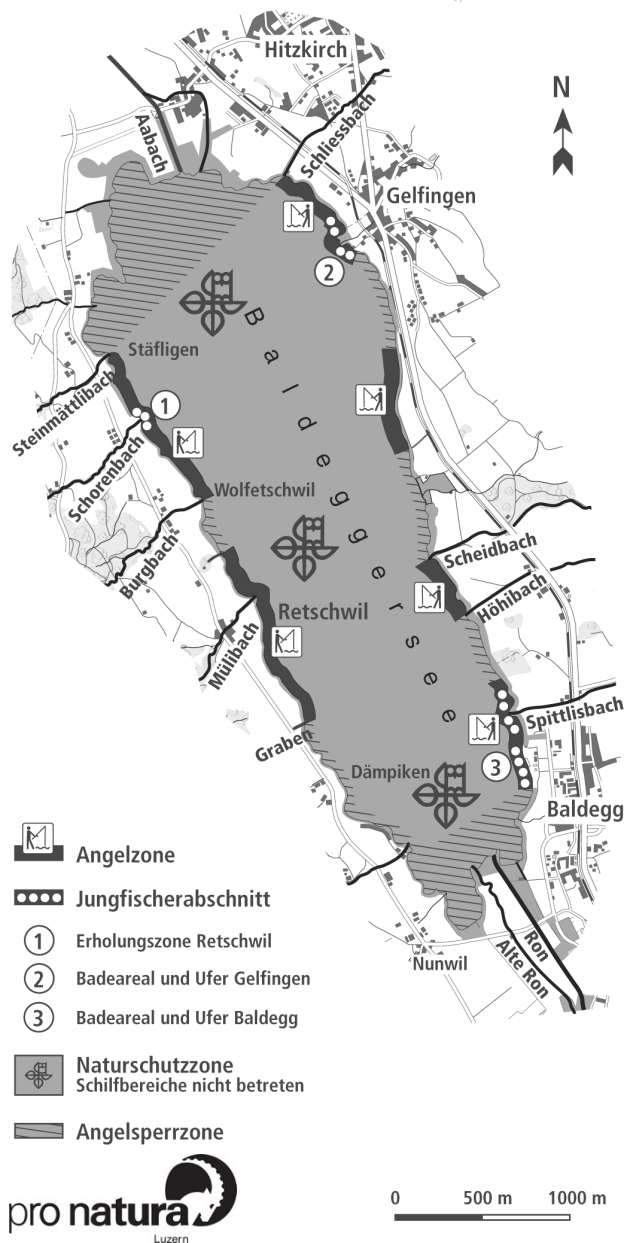 Hitzkirch
N
Aabach
Schliessbach
Gelfingen
2
Baldeggersee
Stäfligen
1
Steinmättlibach
Schorenbach
Wolfetschwil
Burgbach
Scheidbach
Höhibach
Retschwil
Mülibach
Spittlisbach
Graben
Dämpiken
3
Baldegg
Nunwil
Alte Ron
Ron
Angelzone
Jungfischerabschnitt
1 Erholungszone Retschwil
2 Badeareal und Ufer Gelfingen
3 Badeareal und Ufer Baldegg
Naturschutzzone
Schilfbereiche nicht betreten
Angelsperrzone
pro natura
Luzern
0 500 m 1000 m